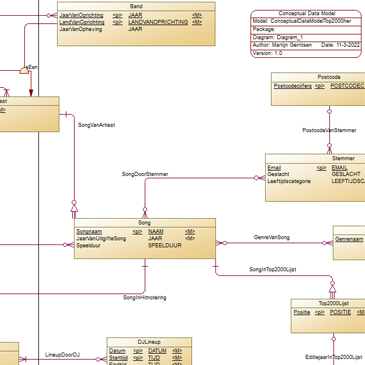 Band
JaarVanOprichting <pi> JAAR <M>
LandVanOprichting <pi> LANDVANOPRICHTING <M>
JaarVanOpheving JAAR
Conceptual Data Model
Model: ConceptualDataModelTop2000her
Package:
Diagram: Diagram_1
Author: Martijn Gerritsen Date: 11-3-2022
Version: 1.0
Postcode
Postcodecijfers <pi> POSTCODEC
PostcodeVanStemmer
SongVanArtiest
Stemmer
Email <pi> EMAIL
Geslacht GESLACHT
Leeftijdscategorie LEEFTIJDSC
SongDoorStemmer
Song
Songnaam <pi> NAAM <M>
JaarVanUitgifteSong JAAR <M>
Speelduur SPEELDUUR
GenreVanSong
Genrenaam
SongInTop2000Lijst
SongInHitnotering
Top2000Lijst
Positie <pi> POSITIE <M>
DJLineup
Datum <pi> DATUM <M>
Starttijd <pi> TIJD <M>
LineupDoorDJ
EditiejaarInTop2000Lijst